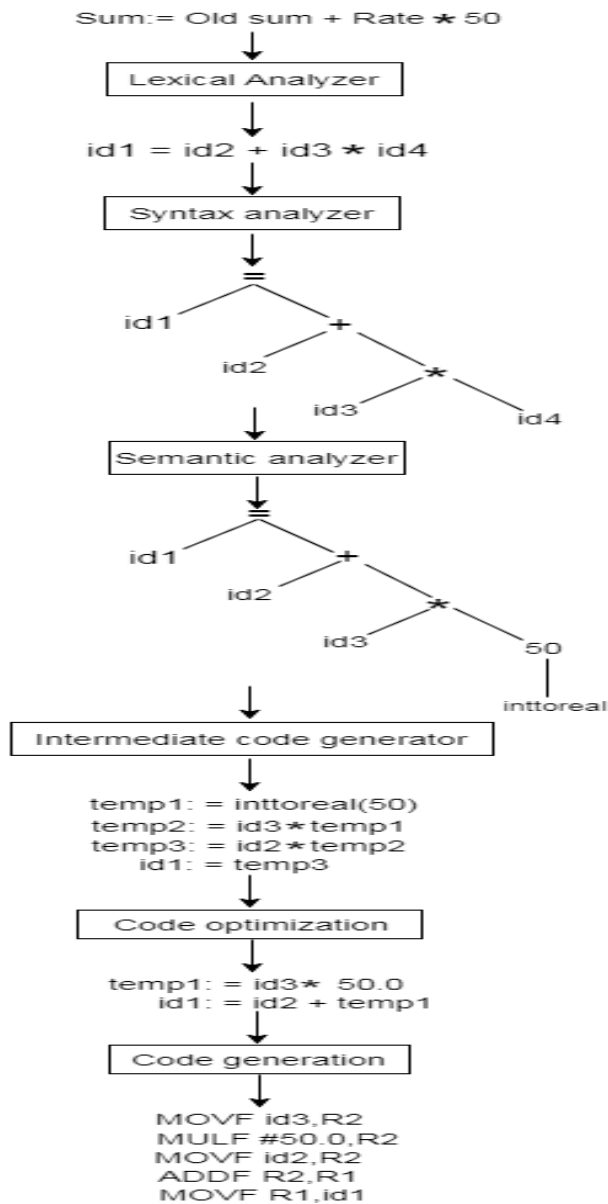 Sum:= Old sum + Rate * 50
Lexical Analyzer
id1 = id2 + id3 * id4
Syntax analyzer
=
id1 +
id2 *
id3 id4
Semantic analyzer
=
id1 +
id2 *
id3 50
inttoreal
Intermediate code generator
temp1: = inttoreal(50)
temp2: = id3*temp1
temp3: = id2*temp2
id1: = temp3
Code optimization
temp1: = id3* 50.0
id1: = id2 + temp1
Code generation
MOVF id3,R2
MULF #50.0,R2
MOVF id2,R2
ADDF R2,R1
MOVF R1,id1